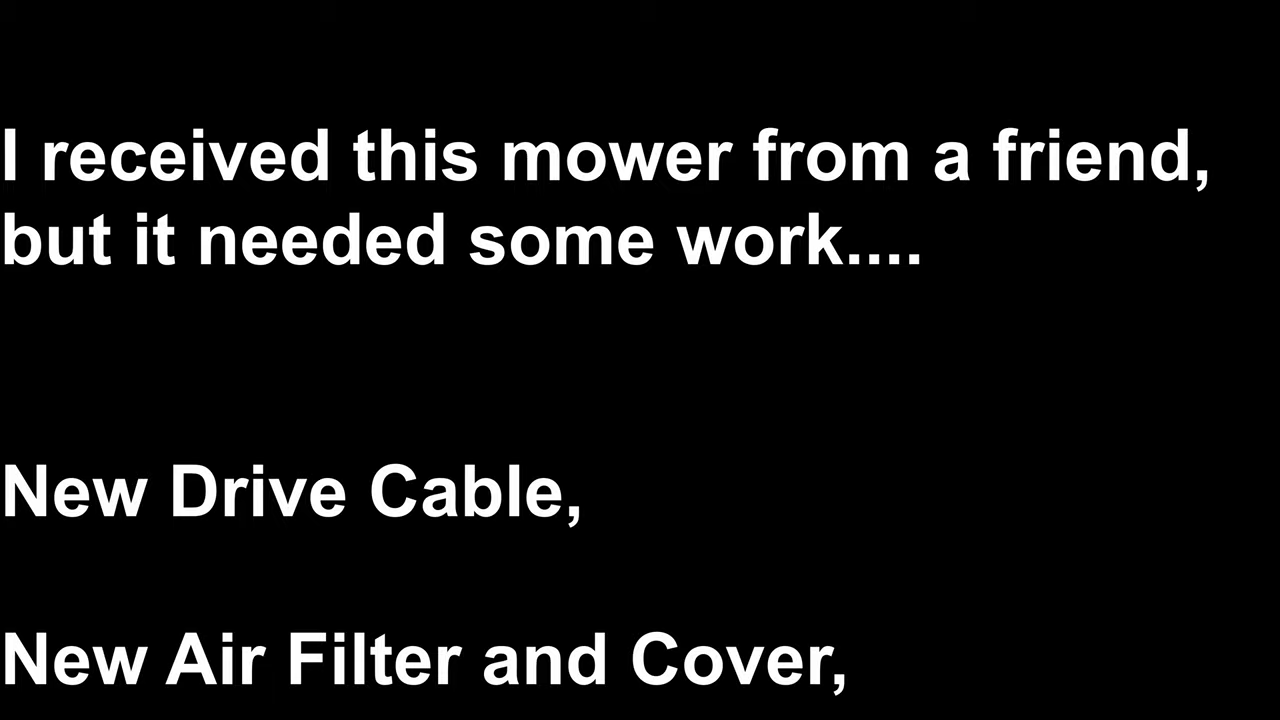 I received this mower from a friend,
but it needed some work....
New Drive Cable,
New Air Filter and Cover,